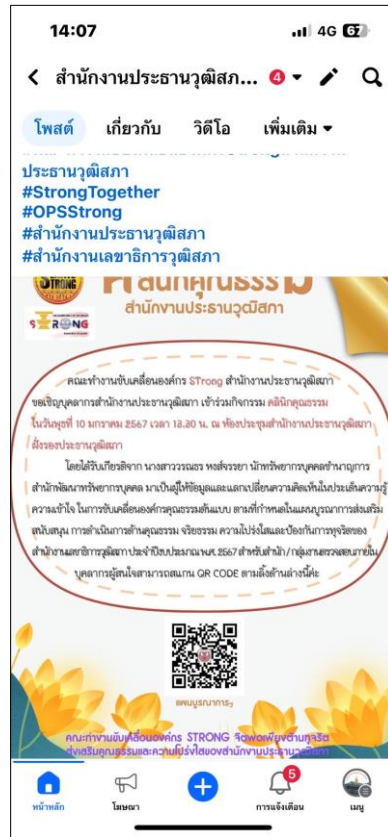 14:07
4G 67
สำนักงานประธานวุฒิสภ... 4
โพสต์ เกี่ยวกับ วิดีโอ เพิ่มเติม
ประธานวุฒิสภา
#StrongTogether
#OPSStrong
#สำนักงานประธานวุฒิสภา
#สำนักงานเลขาธิการวุฒิสภา
STRONG
คลินิกคุณธรรม
STRONG
สำนักงานประธานวุฒิสภา
คณะทำงานขับเคลื่อนองค์กร STrong สำนักงานประธานวุฒิสภา
ขอเชิญบุคลากรสำนักงานประธานวุฒิสภา เข้าร่วมกิจกรรม คลินิกคุณธรรม
ในวันพุธที่ 10 มกราคม 2567 เวลา 13.30 น. ณ ห้องประชุมสำนักงานประธานวุฒิสภา
ฝั่งรองประธานวุฒิสภา
โดยได้รับเกียรติจาก นางสาววรณธร หงส์จรรยา นักทรัพยากรบุคคลชำนาญการ
สำนักพัฒนาทรัพยากรบุคคล มาเป็นผู้ให้ข้อมูลและแลกเปลี่ยนความคิดเห็นในประเด็นความรู้
ความเข้าใจ ในการขับเคลื่อนองค์กรคุณธรรมต้นแบบ ตามที่กำหนดในแผนบูรณาการส่งเสริม
สนับสนุน การดำเนินการด้านคุณธรรม จริยธรรม ความโปร่งใสและป้องกันการทุจริตของ
สำนักงานเลขาธิการวุฒิสภา ประจำปีงบประมาณ พ.ศ. 2567 สำหรับสำนัก / กลุ่มงานตรวจสอบภายใน
บุคลากรผู้สนใจสามารถสแกน QR CODE ตามลิ้งด้านล่างนี้ค่ะ
แผนบูรณาการฯ
คณะทำงานขับเคลื่อนองค์กร STRONG จิตพอเพียงต้านทุจริต
ส่งเสริมคุณธรรมและความโปร่งใสของสำนักงานประธานวุฒิสภา
5
หน้าหลัก โฆษณา การแจ้งเตือน เมนู